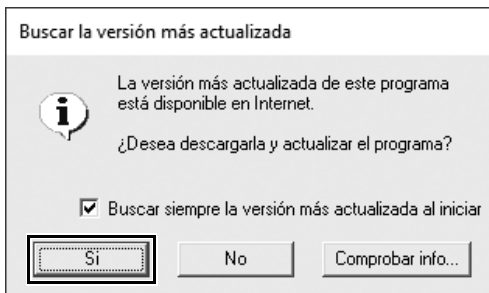 Buscar la versión más actualizada
La versión más actualizada de este programa
está disponible en Internet.
¿Desea descargarla y actualizar el programa?
Buscar siempre la versión más actualizada al iniciar
Si
No
Comprobar info...